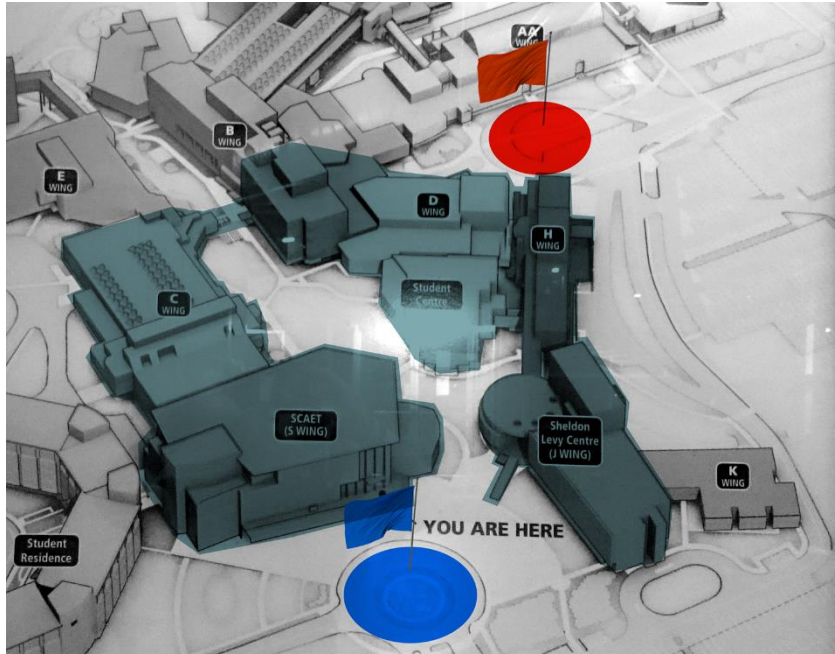 AA
WING
B
WING
E
WING
D
WING
H
WING
Student
Centre
C
WING
SCAET
(S WING)
Sheldon
Levy Centre
(J WING)
K
WING
YOU ARE HERE
Student
Residence